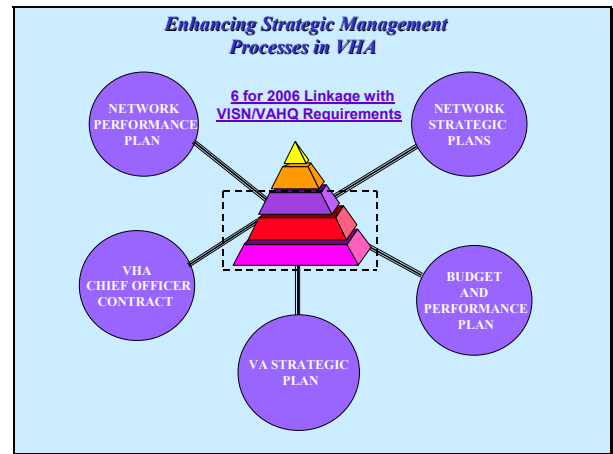 Enhancing Strategic Management
Processes in VHA
6 for 2006 Linkage with
VISN/VAHQ Requirements
NETWORK
PERFORMANCE
PLAN
NETWORK
STRATEGIC
PLANS
VHA
CHIEF OFFICER
CONTRACT
BUDGET
AND
PERFORMANCE
PLAN
VA STRATEGIC
PLAN